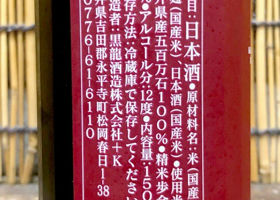 目：日本酒●原材料名：米（国産
麹（国産米）、日本酒（国産米）●使用米
井県産五百万石100％●精米歩合
●アルコール分：12度●内容量：150
存方法：冷蔵庫で保存してください
造者：黒龍酒造株式会社＋K
井県吉田郡永平寺町松岡春日1-38
0776-61-6110